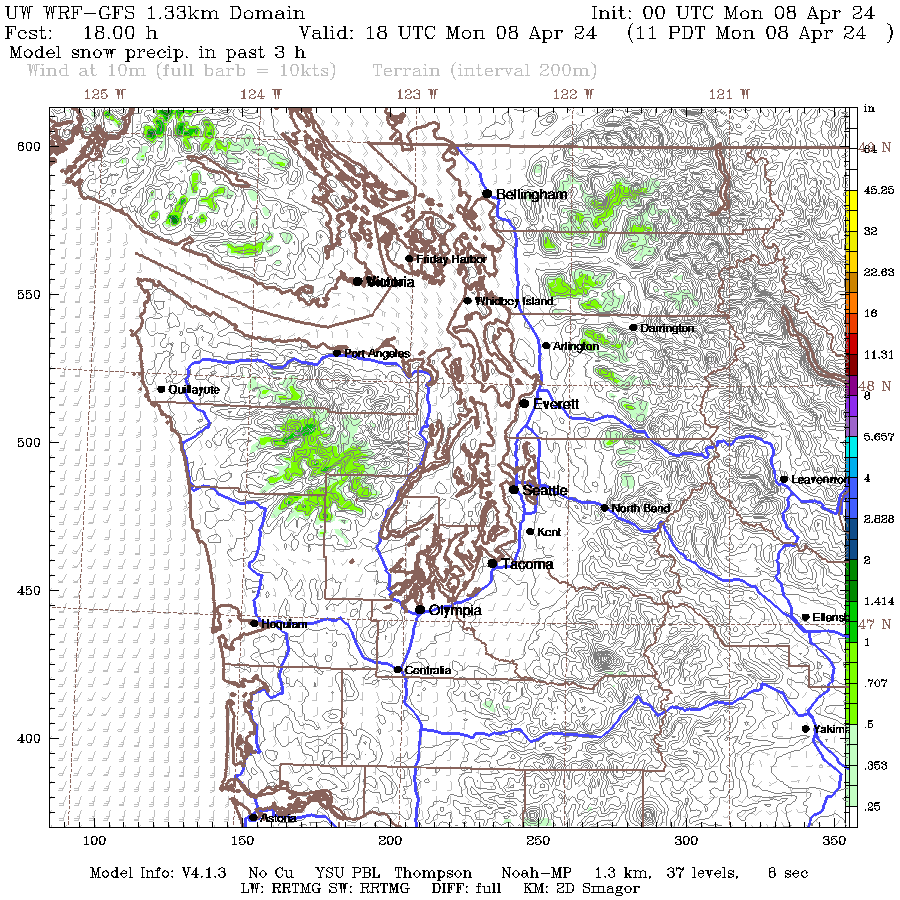 UW WRF-GFS 1.33km Domain Init: 00 UTC Mon 08 Apr 24
Fcst: 18.00 h Valid: 18 UTC Mon 08 Apr 24 (11 PDT Mon 08 Apr 24 )
Model snow precip. in past 3 h
Wind at 10m (full barb = 10kts) Terrain (interval 200m)
125 W 124 W 123 W 122 W 121 W
in
600
64
N
Bellingham
45.25
32
Friday Harbor
22.63
Victoria
550
Whidbey Island
16
Darrington
Arlington
11.31
Port Angeles
Quillayute
48 N
8
Everett
5.657
500
4
Leavenwor
Seattle
North Bend
2.828
Kent
2
Tacoma
450
1.414
Olympia
Ellens
Hoquiam
47 N
1
Centralia
.707
.5
Yakima
400
.353
.25
Astoria
100 150 200 250 300 350
Model Info: V4.1.3 No Cu YSU PBL Thompson Noah-MP 1.3 km, 37 levels, 8 sec
LW: RRTMG SW: RRTMG DIFF: full KM: 2D Smagor